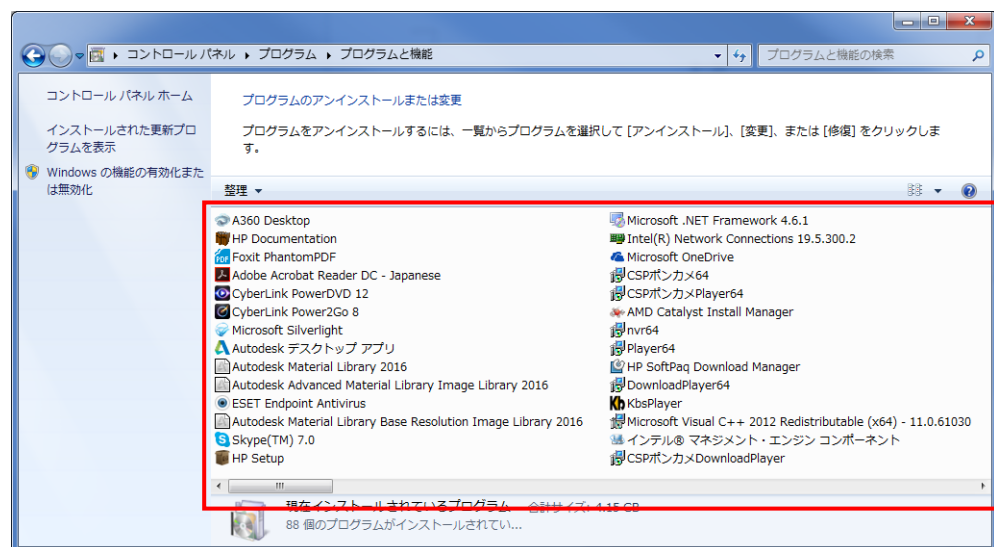 コントロール パネル ▸ プログラム ▸ プログラムと機能
プログラムと機能の検索
コントロール パネル ホーム
インストールされた更新プロ
グラムを表示
Windows の機能の有効化また
は無効化
プログラムのアンインストールまたは変更
プログラムをアンインストールするには、一覧からプログラムを選択して [アンインストール]、[変更]、または [修復] をクリックしま
す。
整理
A360 Desktop
HP Documentation
Foxit PhantomPDF
Adobe Acrobat Reader DC - Japanese
CyberLink PowerDVD 12
CyberLink Power2Go 8
Microsoft Silverlight
Autodesk デスクトップ アプリ
Autodesk Material Library 2016
Autodesk Advanced Material Library Image Library 2016
ESET Endpoint Antivirus
Autodesk Material Library Base Resolution Image Library 2016
Skype(TM) 7.0
HP Setup
Microsoft .NET Framework 4.6.1
Intel(R) Network Connections 19.5.300.2
Microsoft OneDrive
CSPポンカメx64
CSPポンカメPlayer64
AMD Catalyst Install Manager
nvr64
Player64
HP SoftPaq Download Manager
DownloadPlayer64
KbsPlayer
Microsoft Visual C++ 2012 Redistributable (x64) - 11.0.61030
インテル® マネジメント・エンジン コンポーネント
CSPポンカメDownloadPlayer
現在インストールされているプログラム 合計サイズ: 4.15 GB
88 個のプログラムがインストールされてい...